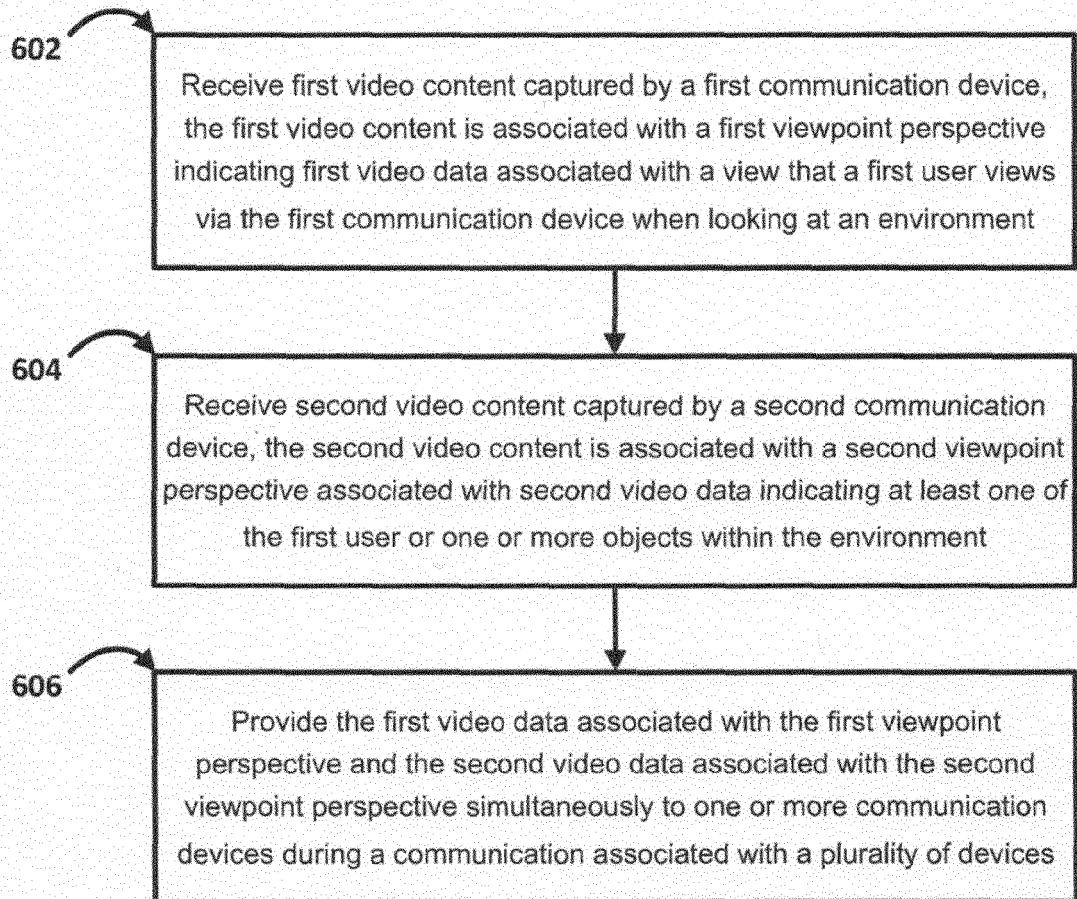 602
Receive first video content captured by a first communication device,
the first video content is associated with a first viewpoint perspective
indicating first video data associated with a view that a first user views
via the first communication device when looking at an environment
604
Receive second video content captured by a second communication
device, the second video content is associated with a second viewpoint
perspective associated with second video data indicating at least one of
the first user or one or more objects within the environment
606
Provide the first video data associated with the first viewpoint
perspective and the second video data associated with the second
viewpoint perspective simultaneously to one or more communication
devices during a communication associated with a plurality of devices